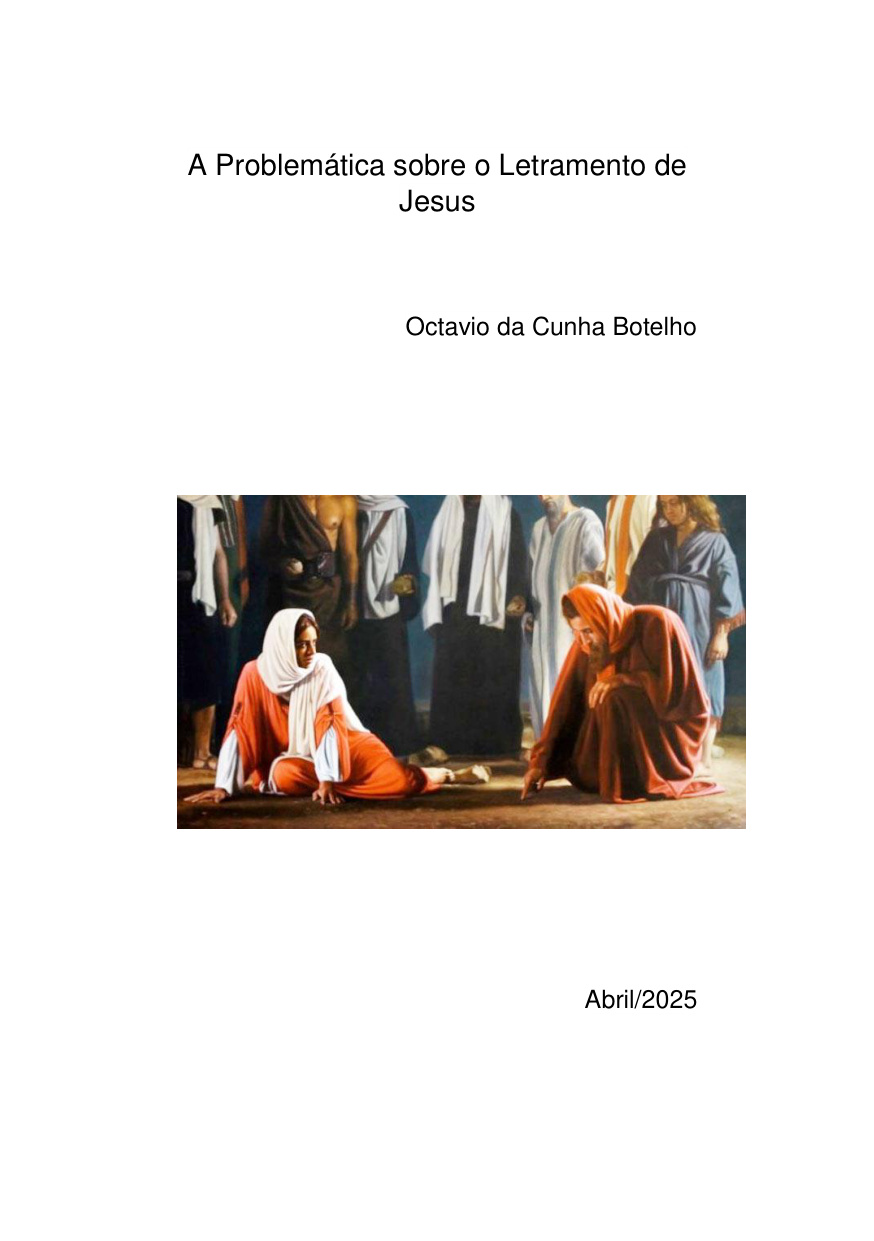 A Problemática sobre o Letramento de
Jesus
Octavio da Cunha Botelho
Abril/2025